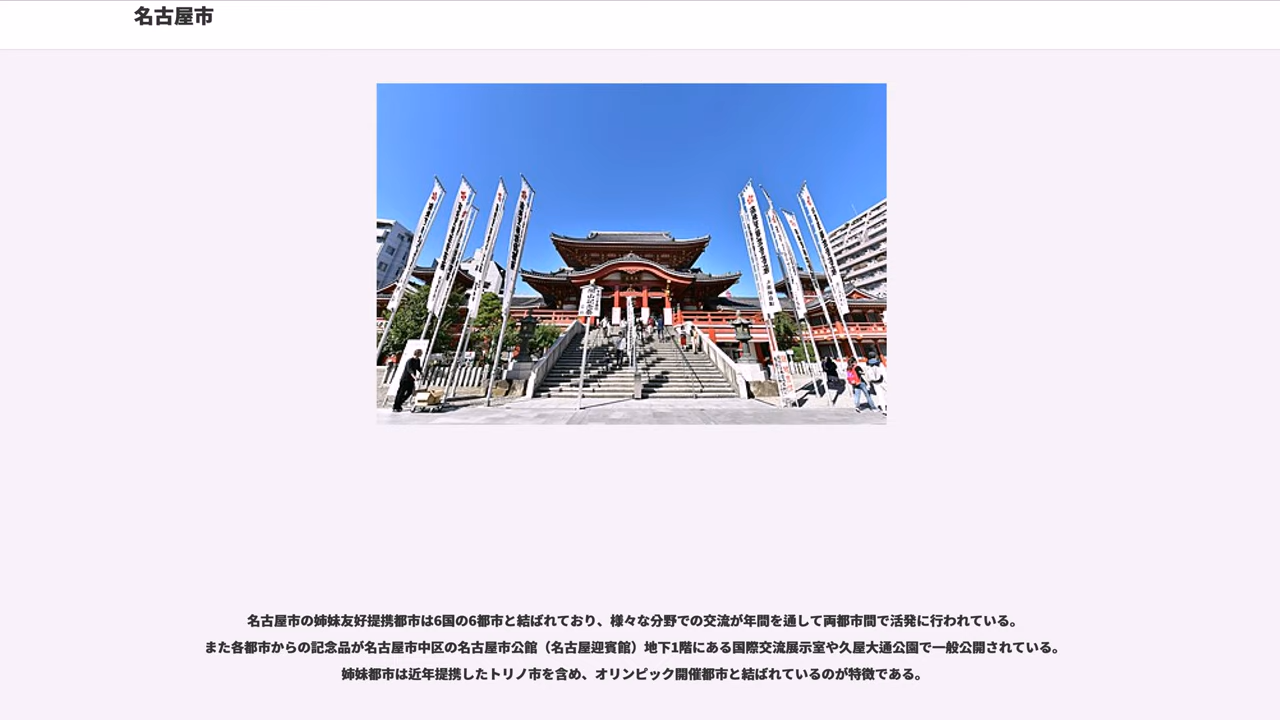 名古屋市
名古屋市の姉妹友好提携都市は6国の6都市と結ばれており、様々な分野での交流が年間を通して両都市間で活発に行われている。
また各都市からの記念品が名古屋市中区の名古屋市公館（名古屋迎賓館）地下1階にある国際交流展示室や久屋大通公園で一般公開されている。
姉妹都市は近年提携したトリノ市を含め、オリンピック開催都市と結ばれているのが特徴である。